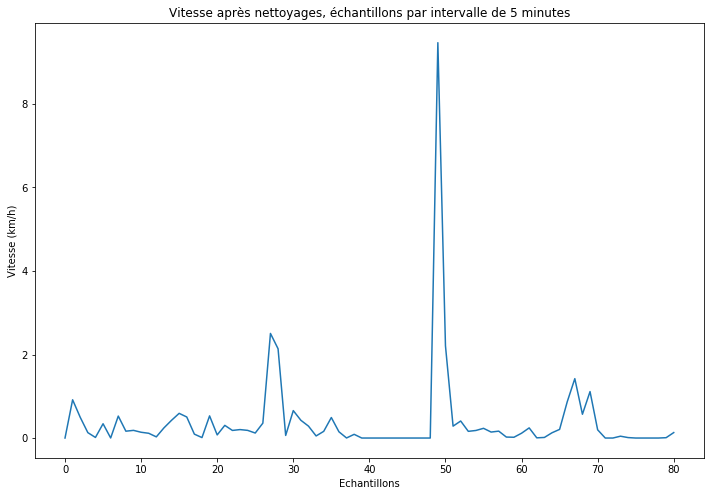 Vitesse après nettoyages, échantillons par intervalle de 5 minutes
Vitesse (km/h)
8
6
4
2
0
0 10 20 30 40 50 60 70 80
Echantillons